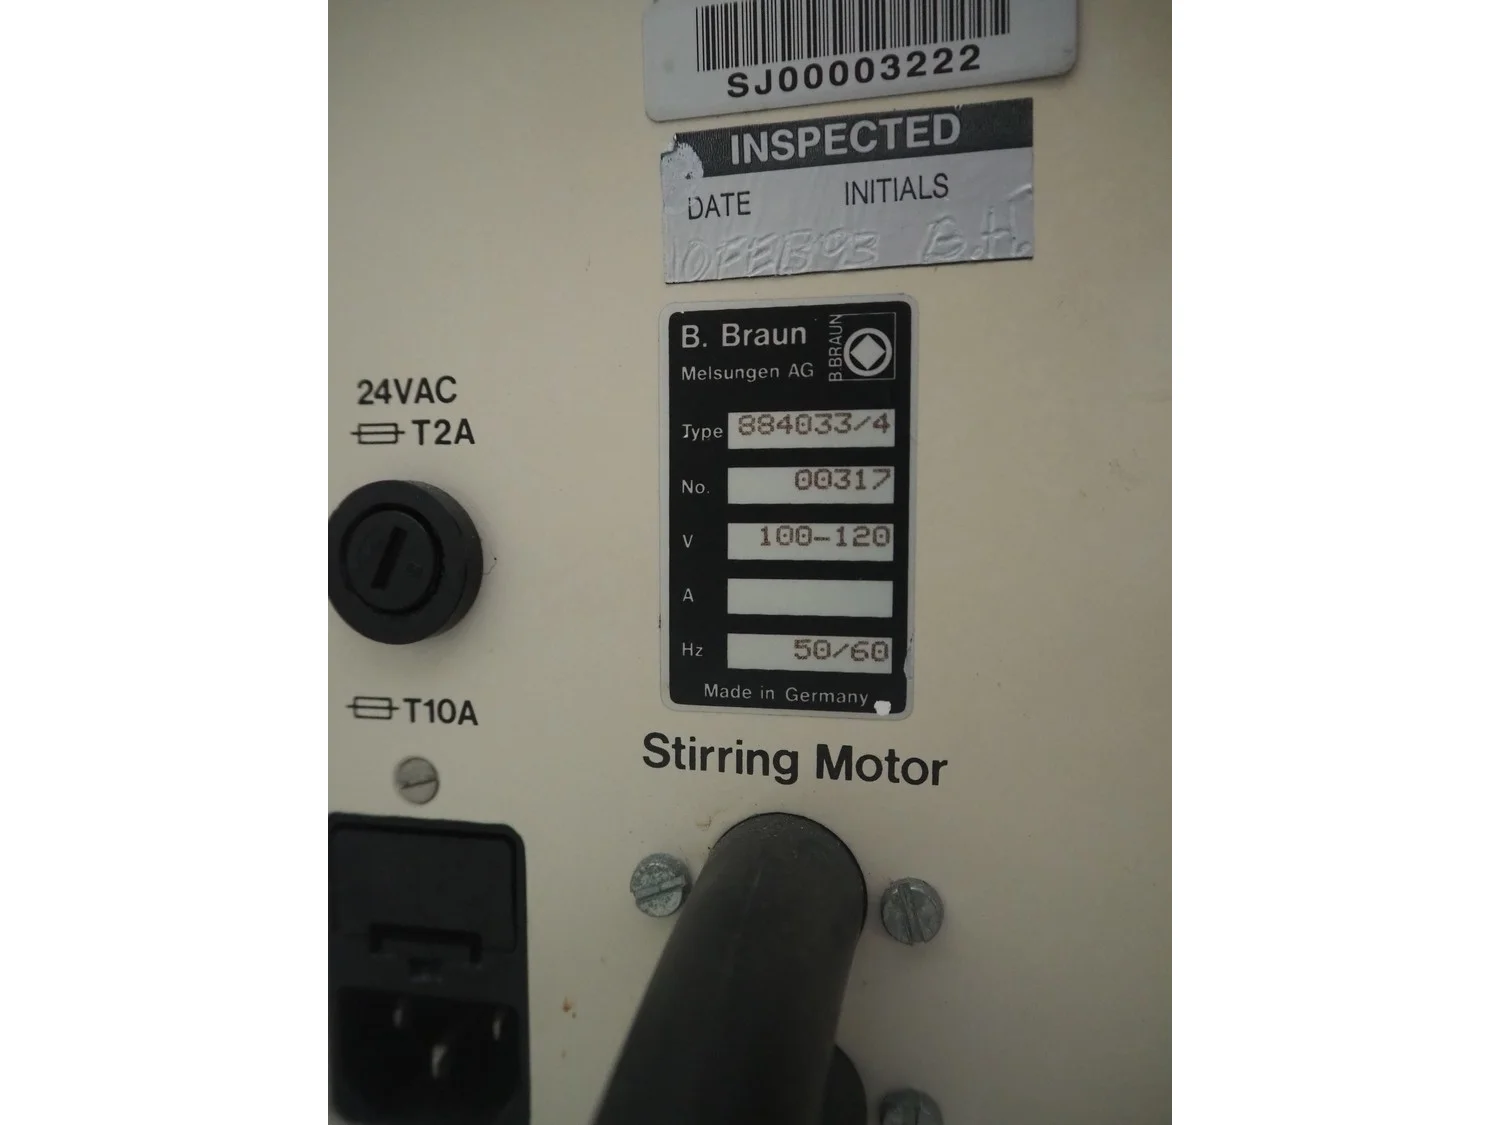 SJ00003222
INSPECTED
DATE INITIALS
10FEB93 B.H.
B. Braun
B.BRAUN
Melsungen AG
Type 884033/4
No. 00317
V 100-120
A
Hz 50/60
Made in Germany
24VAC
T2A
T10A
Stirring Motor